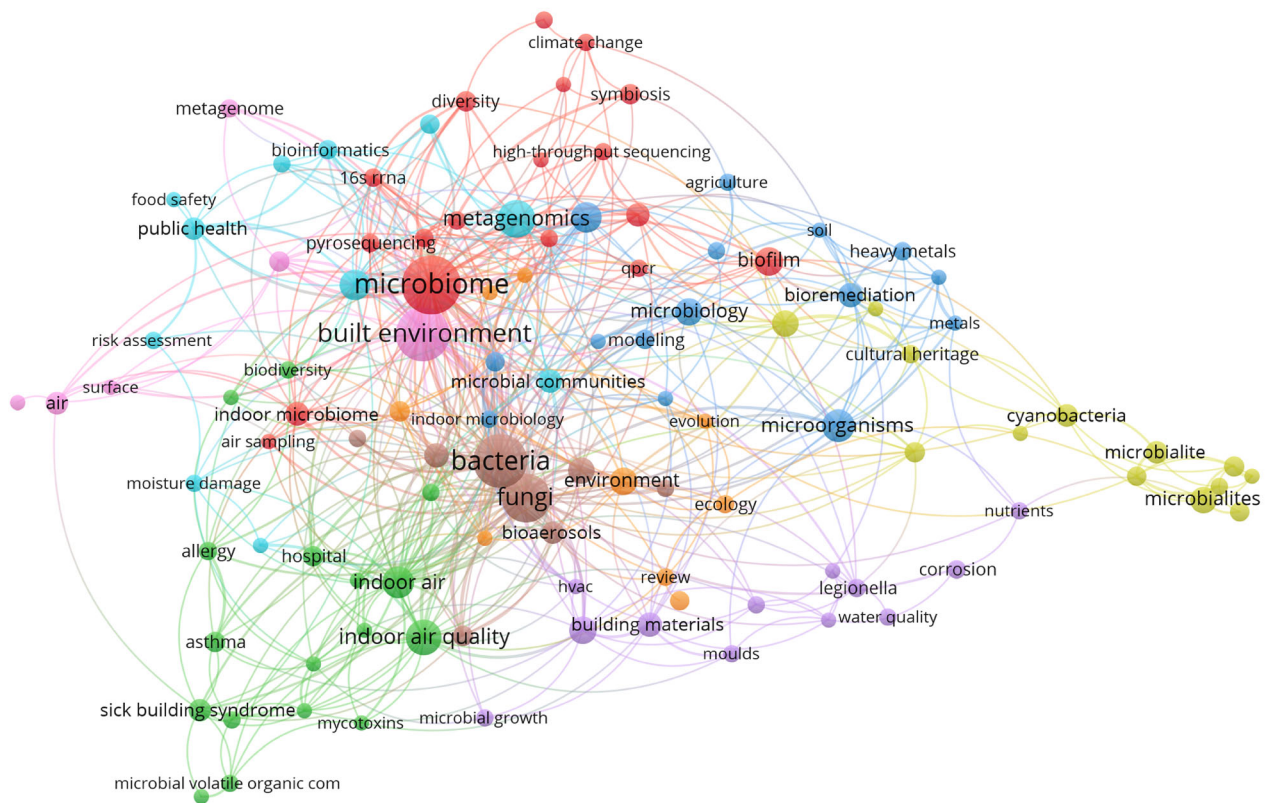 climate change
symbiosis
diversity
metagenome
bioinformatics
high-throughput sequencing
16s rrna
agriculture
food safety
metagenomics
public health
soil
pyrosequencing
heavy metals
biofilm
qpcr
microbiome
bioremediation
microbiology
metals
built environment
risk assessment
modeling
cultural heritage
biodiversity
microbial communities
surface
air
indoor microbiome
indoor microbiology
evolution
microorganisms
cyanobacteria
air sampling
microbialite
bacteria
moisture damage
environment
fungi
microbialites
ecology
nutrients
bioaerosols
allergy
hospital
corrosion
indoor air
hvac
review
legionella
water quality
building materials
indoor air quality
asthma
moulds
sick building syndrome
microbial growth
mycotoxins
microbial volatile organic com